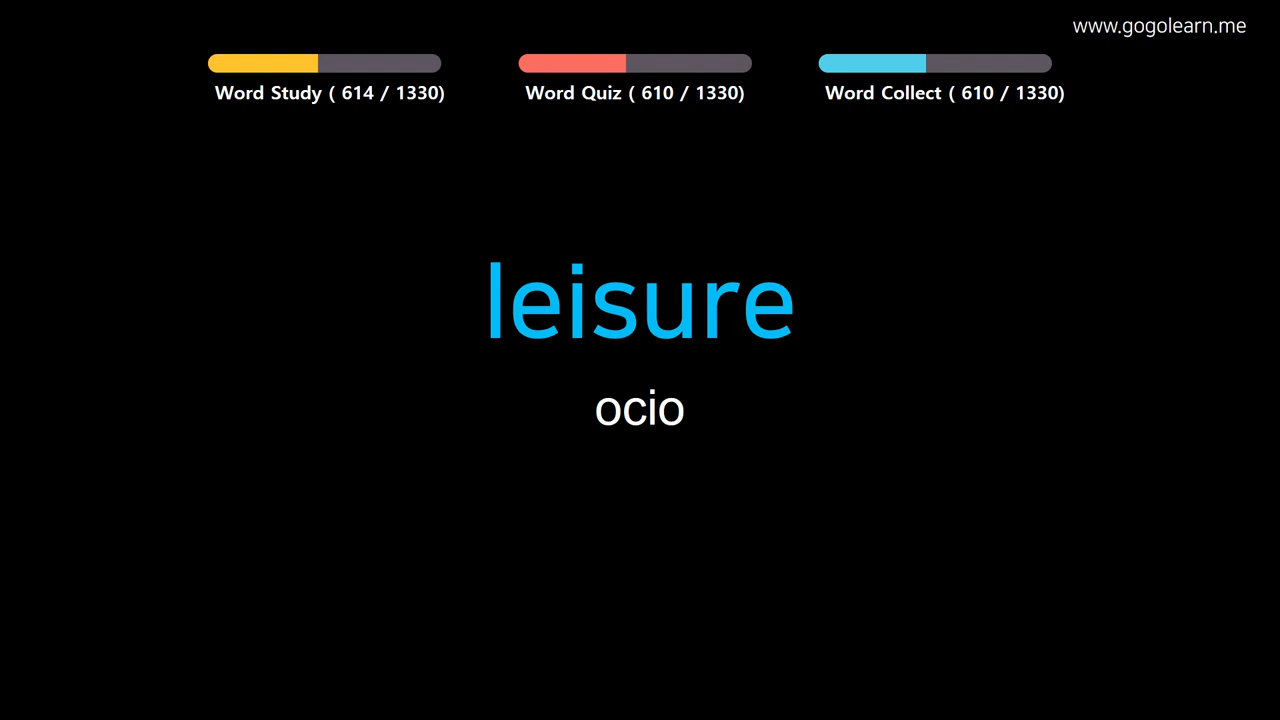 www.gogolearn.me
Word Study ( 614 / 1330)
Word Quiz ( 610 / 1330)
Word Collect ( 610 / 1330)
leisure
ocio